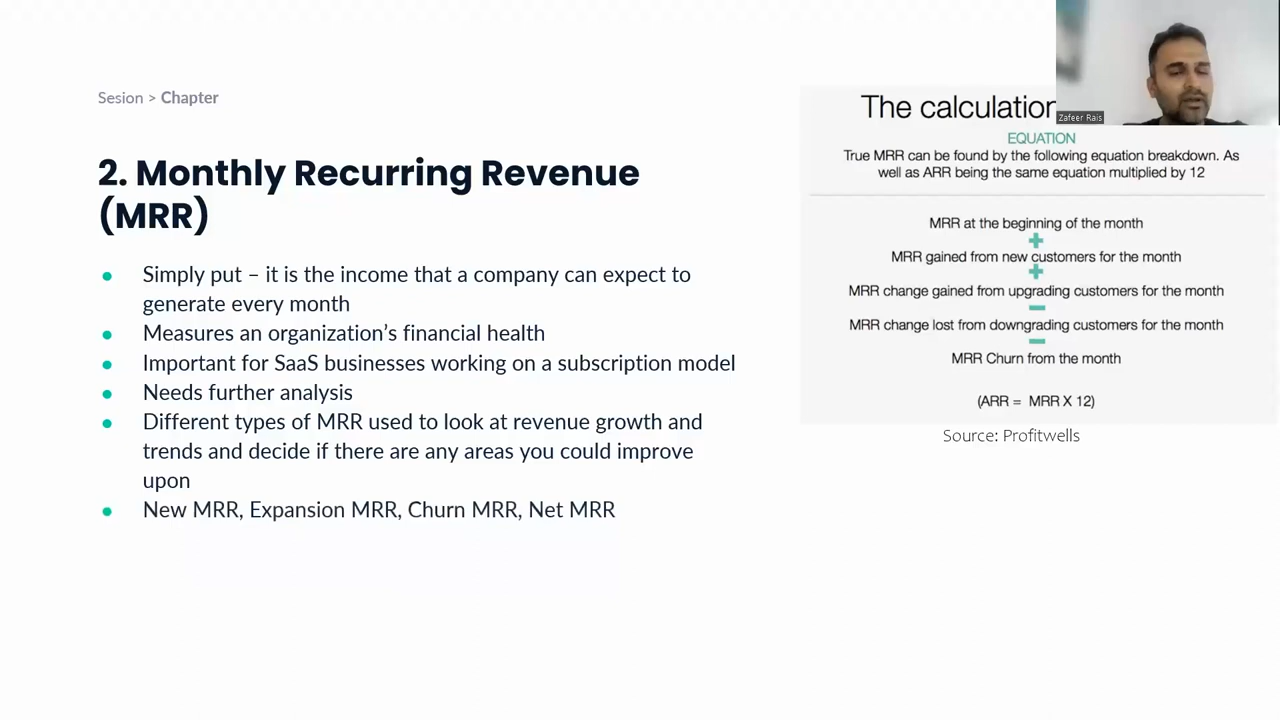 Sesion > Chapter
2. Monthly Recurring Revenue
(MRR)
Simply put – it is the income that a company can expect to
generate every month
Measures an organization's financial health
Important for SaaS businesses working on a subscription model
Needs further analysis
Different types of MRR used to look at revenue growth and
trends and decide if there are any areas you could improve
upon
New MRR, Expansion MRR, Churn MRR, Net MRR
The calculation
EQUATION
True MRR can be found by the following equation breakdown. As
well as ARR being the same equation multiplied by 12
MRR at the beginning of the month
+
MRR gained from new customers for the month
+
MRR change gained from upgrading customers for the month
–
MRR change lost from downgrading customers for the month
–
MRR Churn from the month
(ARR = MRR X 12)
Source: Profitwells
Zafeer Rais